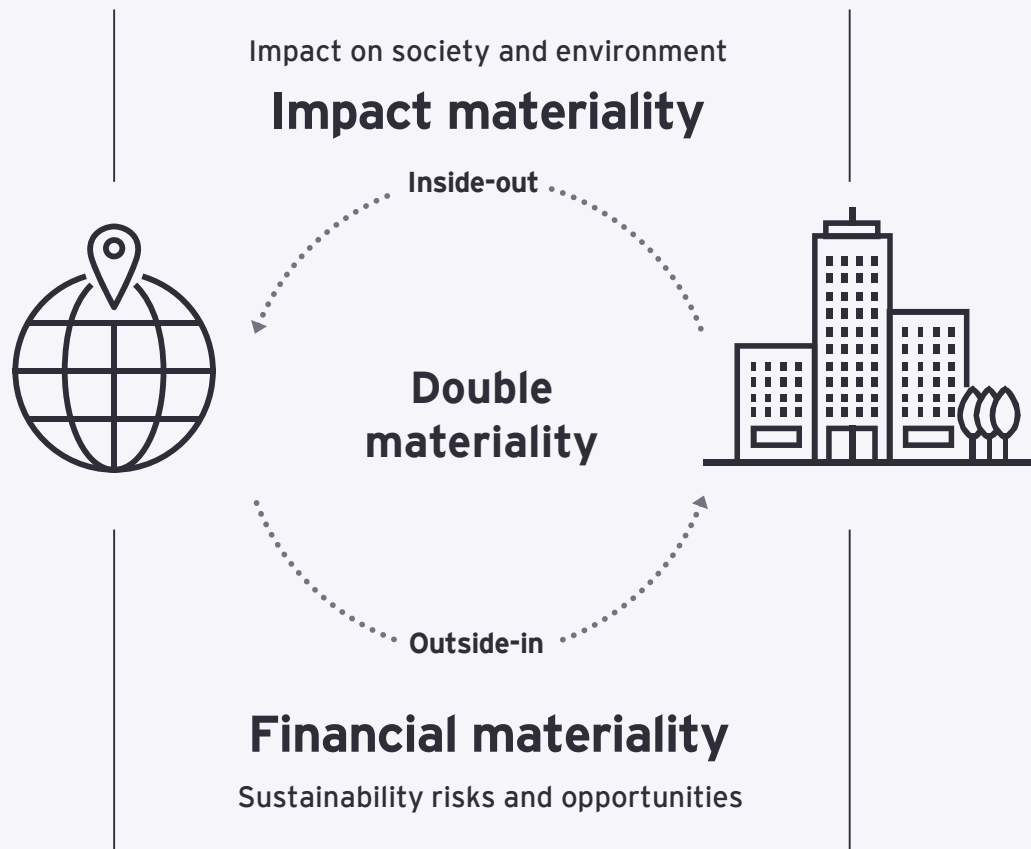 Impact on society and environment
Impact materiality
Inside-out
Double
materiality
Outside-in
Financial materiality
Sustainability risks and opportunities